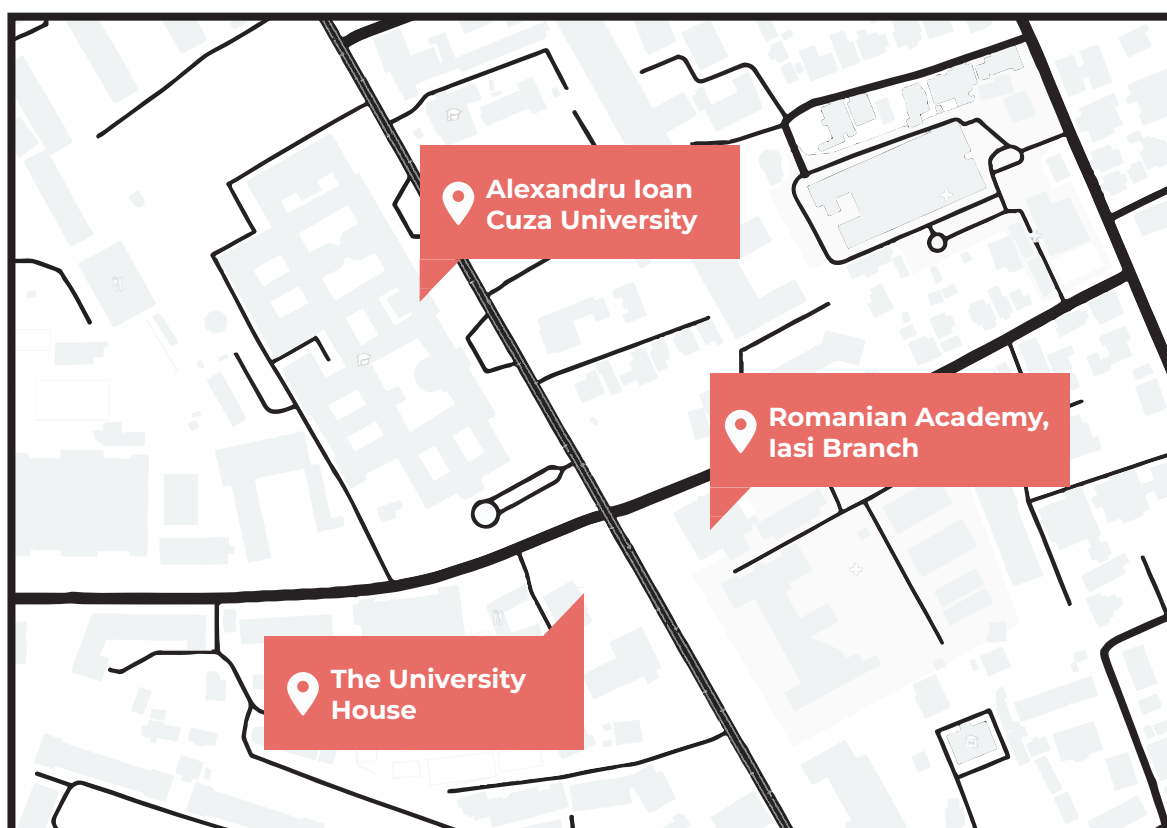 Alexandru Ioan
Cuza University
Romanian Academy,
Iasi Branch
The University
House